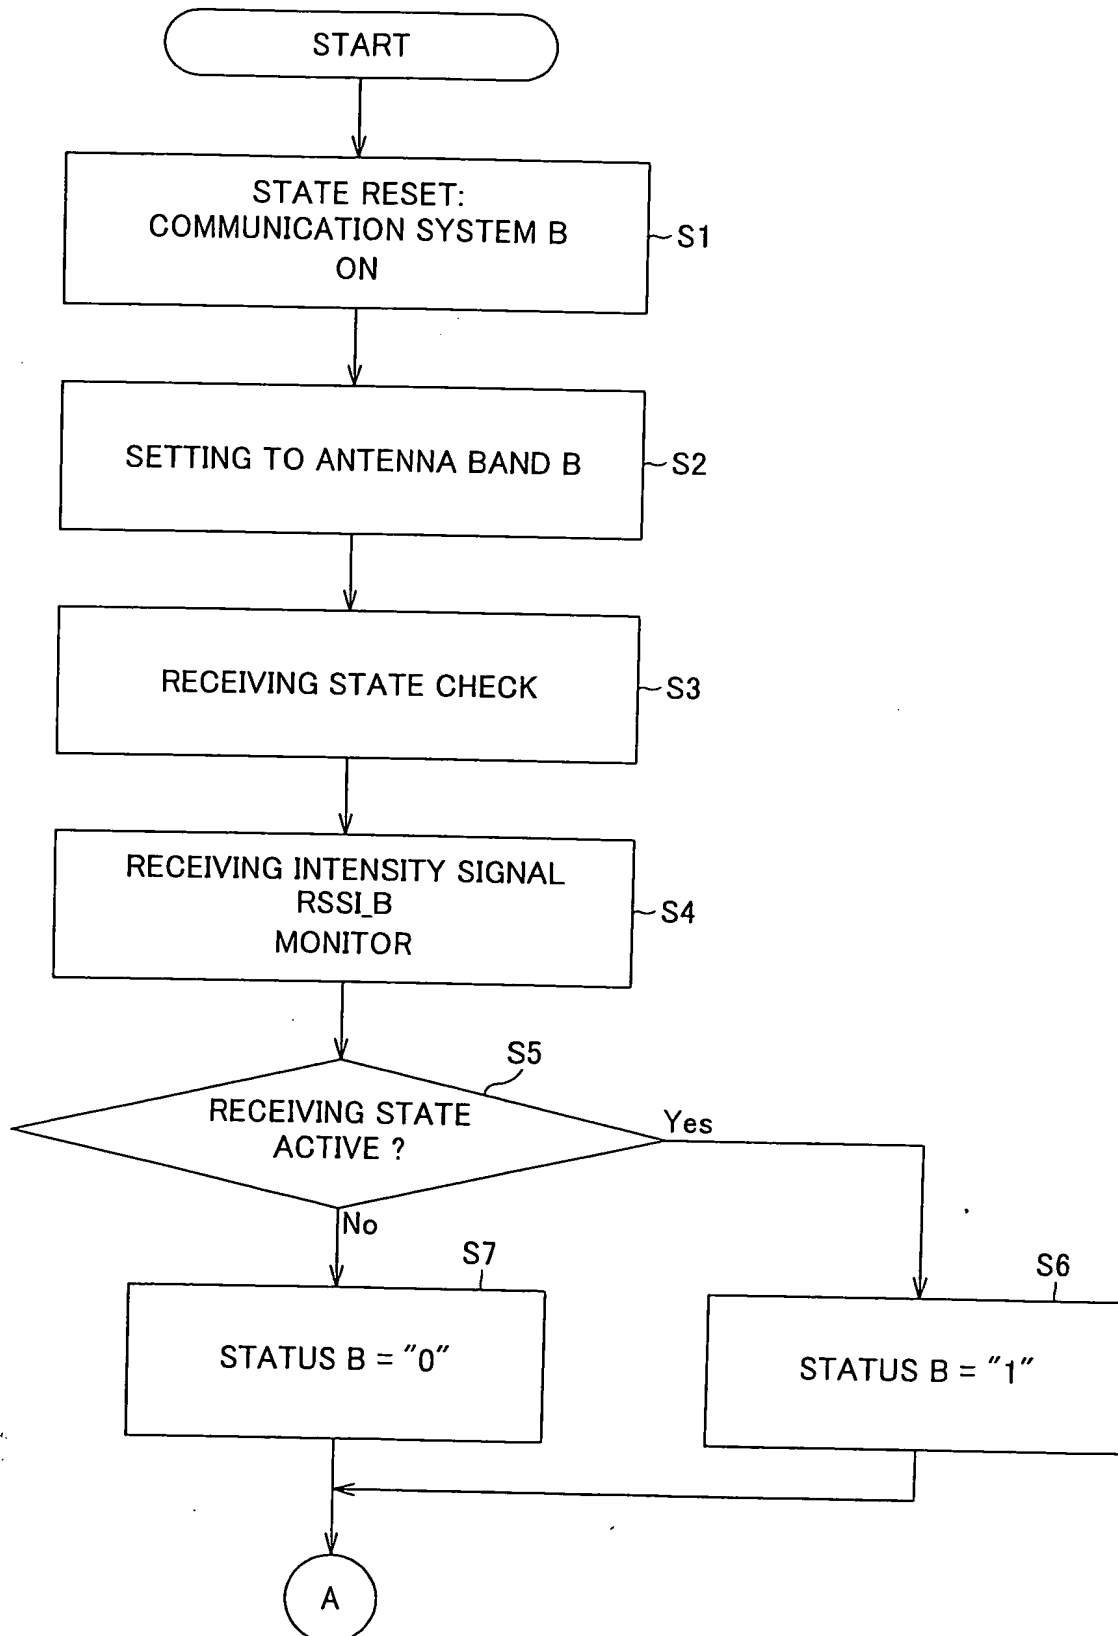 START
STATE RESET:
COMMUNICATION SYSTEM B
ON
S1
SETTING TO ANTENNA BAND B
S2
RECEIVING STATE CHECK
S3
RECEIVING INTENSITY SIGNAL
RSSI_B
MONITOR
S4
S5
RECEIVING STATE
ACTIVE ?
Yes
No
S7
S6
STATUS B = "0"
STATUS B = "1"
A